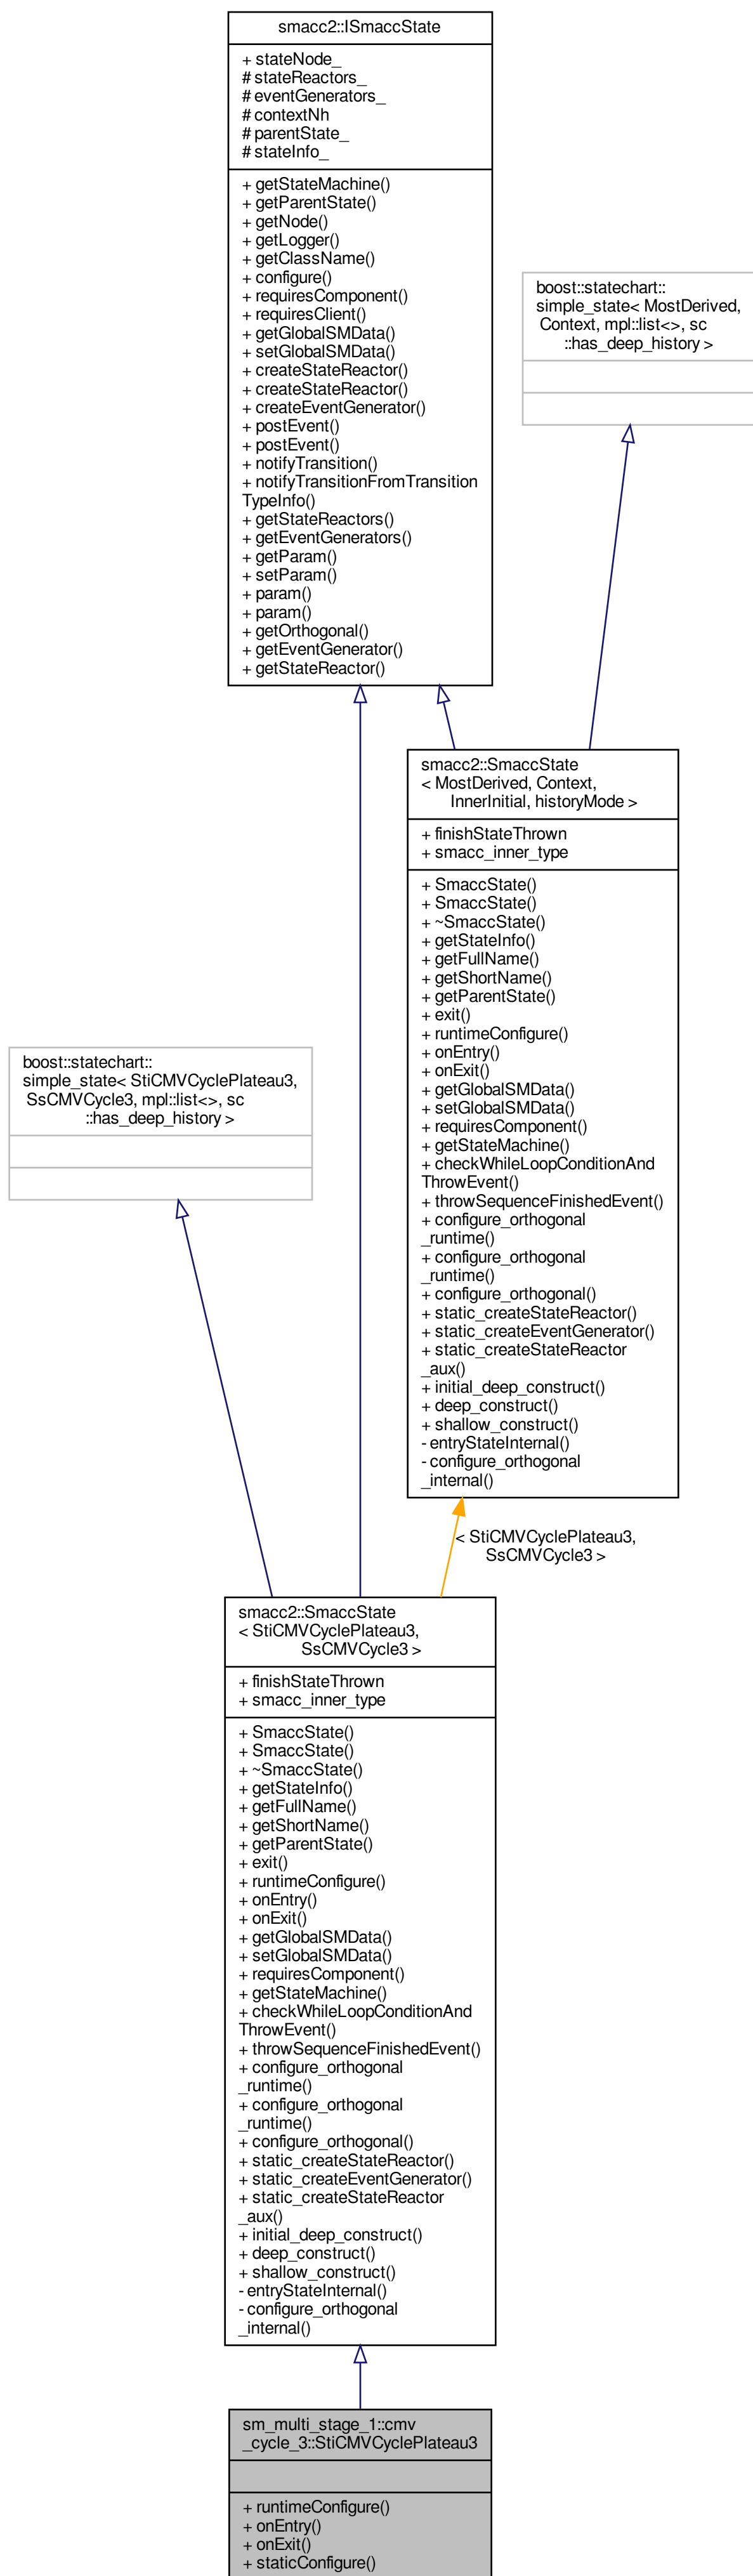 smacc2::ISmaccState
+ stateNode_
# stateReactors_
# eventGenerators_
# contextNh
# parentState_
# stateInfo_
+ getStateMachine()
+ getParentState()
+ getNode()
+ getLogger()
+ getClassName()
+ configure()
+ requiresComponent()
+ requiresClient()
+ getGlobalSMData()
+ setGlobalSMData()
+ createStateReactor()
+ createStateReactor()
+ createEventGenerator()
+ postEvent()
+ postEvent()
+ notifyTransition()
+ notifyTransitionFromTransition
TypeInfo()
+ getStateReactors()
+ getEventGenerators()
+ getParam()
+ setParam()
+ param()
+ param()
+ getOrthogonal()
+ getEventGenerator()
+ getStateReactor()
boost::statechart::
simple_state< MostDerived,
Context, mpl::list<>, sc
::has_deep_history >
smacc2::SmaccState
< MostDerived, Context,
InnerInitial, historyMode >
+ finishStateThrown
+ smacc_inner_type
+ SmaccState()
+ SmaccState()
+ ~SmaccState()
+ getStateInfo()
+ getFullName()
+ getShortName()
+ getParentState()
+ exit()
+ runtimeConfigure()
+ onEntry()
+ onExit()
+ getGlobalSMData()
+ setGlobalSMData()
+ requiresComponent()
+ getStateMachine()
+ checkWhileLoopConditionAnd
ThrowEvent()
+ throwSequenceFinishedEvent()
+ configure_orthogonal
_runtime()
+ configure_orthogonal
_runtime()
+ configure_orthogonal()
+ static_createStateReactor()
+ static_createEventGenerator()
+ static_createStateReactor
_aux()
+ initial_deep_construct()
+ deep_construct()
+ shallow_construct()
- entryStateInternal()
- configure_orthogonal
_internal()
boost::statechart::
simple_state< StiCMVCyclePlateau3,
SsCMVCycle3, mpl::list<>, sc
::has_deep_history >
< StiCMVCyclePlateau3,
SsCMVCycle3 >
smacc2::SmaccState
< StiCMVCyclePlateau3,
SsCMVCycle3 >
+ finishStateThrown
+ smacc_inner_type
+ SmaccState()
+ SmaccState()
+ ~SmaccState()
+ getStateInfo()
+ getFullName()
+ getShortName()
+ getParentState()
+ exit()
+ runtimeConfigure()
+ onEntry()
+ onExit()
+ getGlobalSMData()
+ setGlobalSMData()
+ requiresComponent()
+ getStateMachine()
+ checkWhileLoopConditionAnd
ThrowEvent()
+ throwSequenceFinishedEvent()
+ configure_orthogonal
_runtime()
+ configure_orthogonal
_runtime()
+ configure_orthogonal()
+ static_createStateReactor()
+ static_createEventGenerator()
+ static_createStateReactor
_aux()
+ initial_deep_construct()
+ deep_construct()
+ shallow_construct()
- entryStateInternal()
- configure_orthogonal
_internal()
sm_multi_stage_1::cmv
_cycle_3::StiCMVCyclePlateau3
+ runtimeConfigure()
+ onEntry()
+ onExit()
+ staticConfigure()